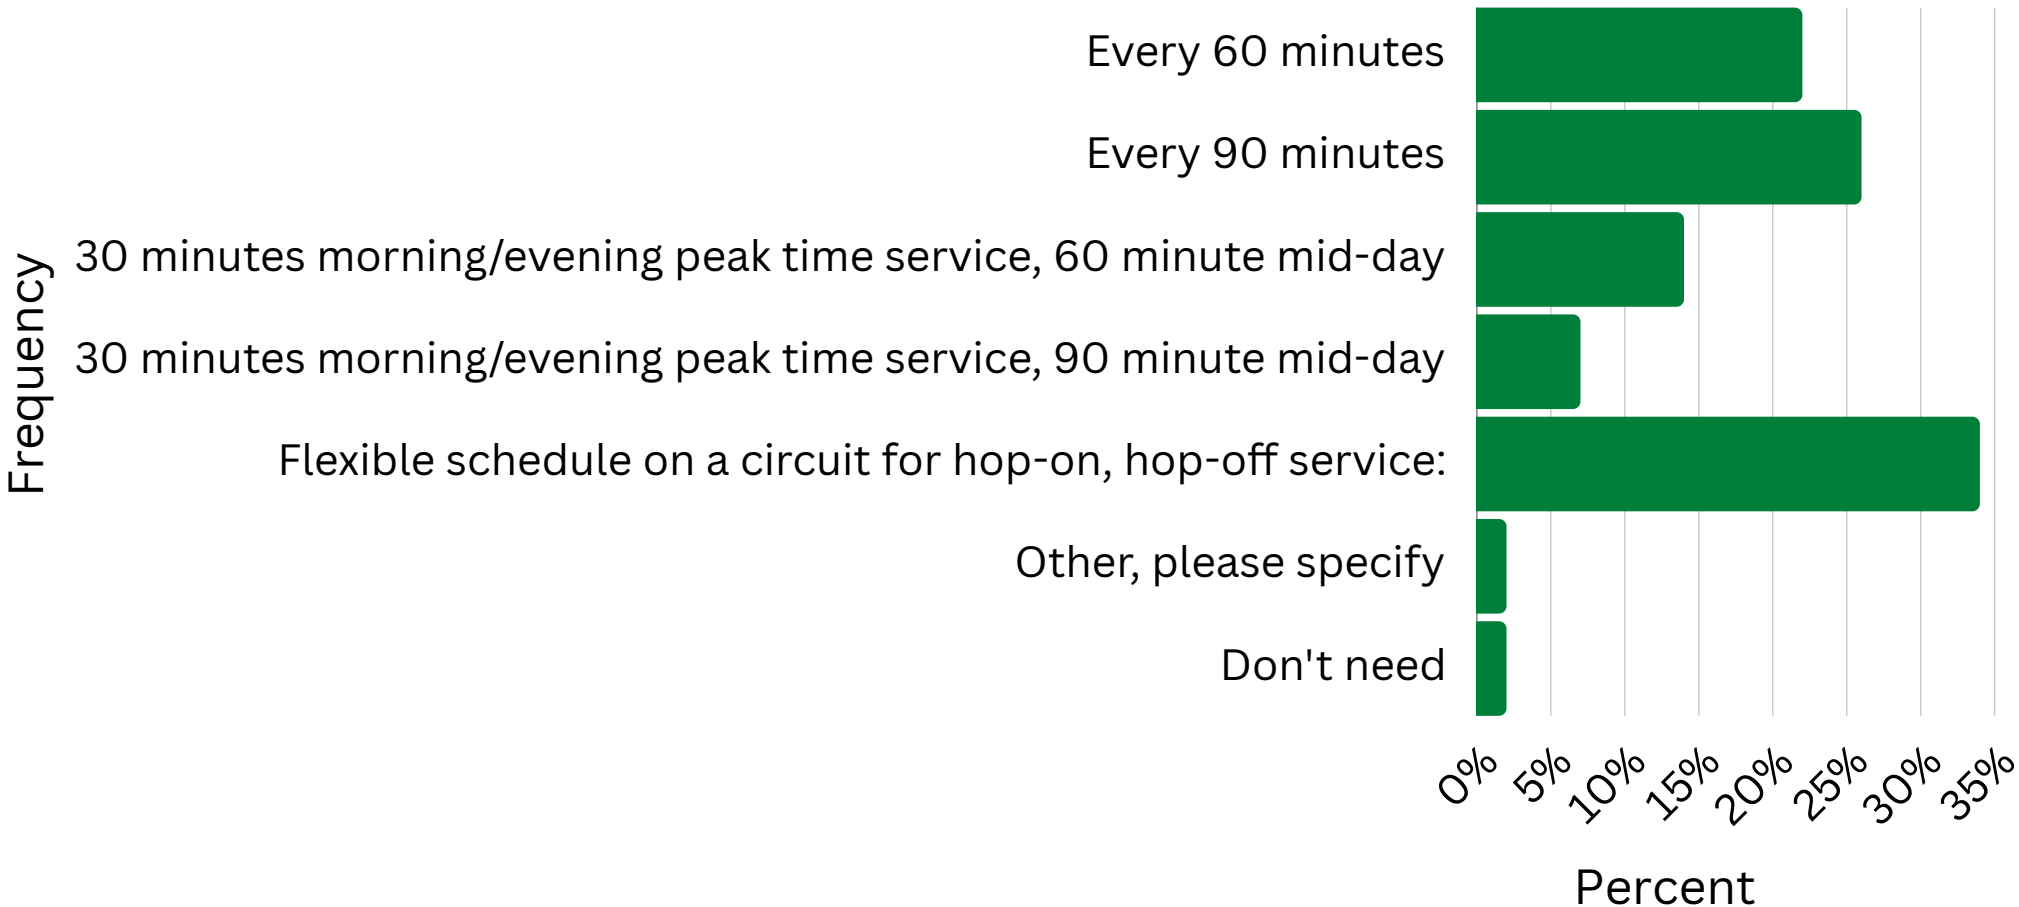 Every 60 minutes
Every 90 minutes
30 minutes morning/evening peak time service, 60 minute mid-day
30 minutes morning/evening peak time service, 90 minute mid-day
Flexible schedule on a circuit for hop-on, hop-off service:
Other, please specify
Don't need
Frequency
0% 5% 10% 15% 20% 25% 30% 35%
Percent